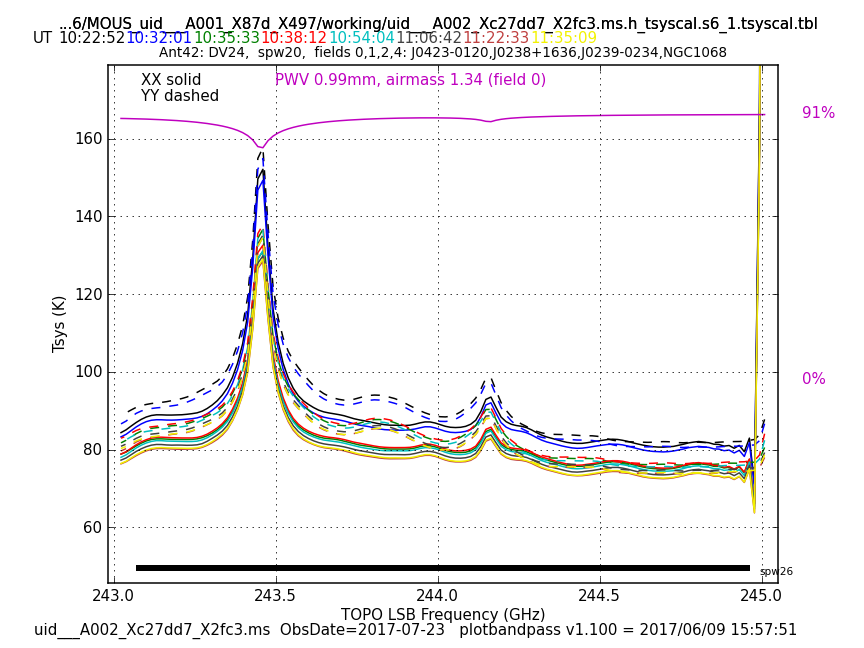 ...6/MOUS_uid___A001_X87d_X497/working/uid___A002_Xc27dd7_X2fc3.ms.h_tsyscal.s6_1.tsyscal.tbl
UT 10:22:52 10:32:01 10:35:33 10:38:12 10:54:04 11:06:42 11:22:33 11:35:09
Ant42: DV24, spw20, fields 0,1,2,4: J0423-0120,J0238+1636,J0239-0234,NGC1068
XX solid
YY dashed
PWV 0.99mm, airmass 1.34 (field 0)
91%
0%
160
140
120
100
80
60
Tsys (K)
spw26
243.0 243.5 244.0 244.5 245.0
TOPO LSB Frequency (GHz)
uid___A002_Xc27dd7_X2fc3.ms ObsDate=2017-07-23 plotbandpass v1.100 = 2017/06/09 15:57:51